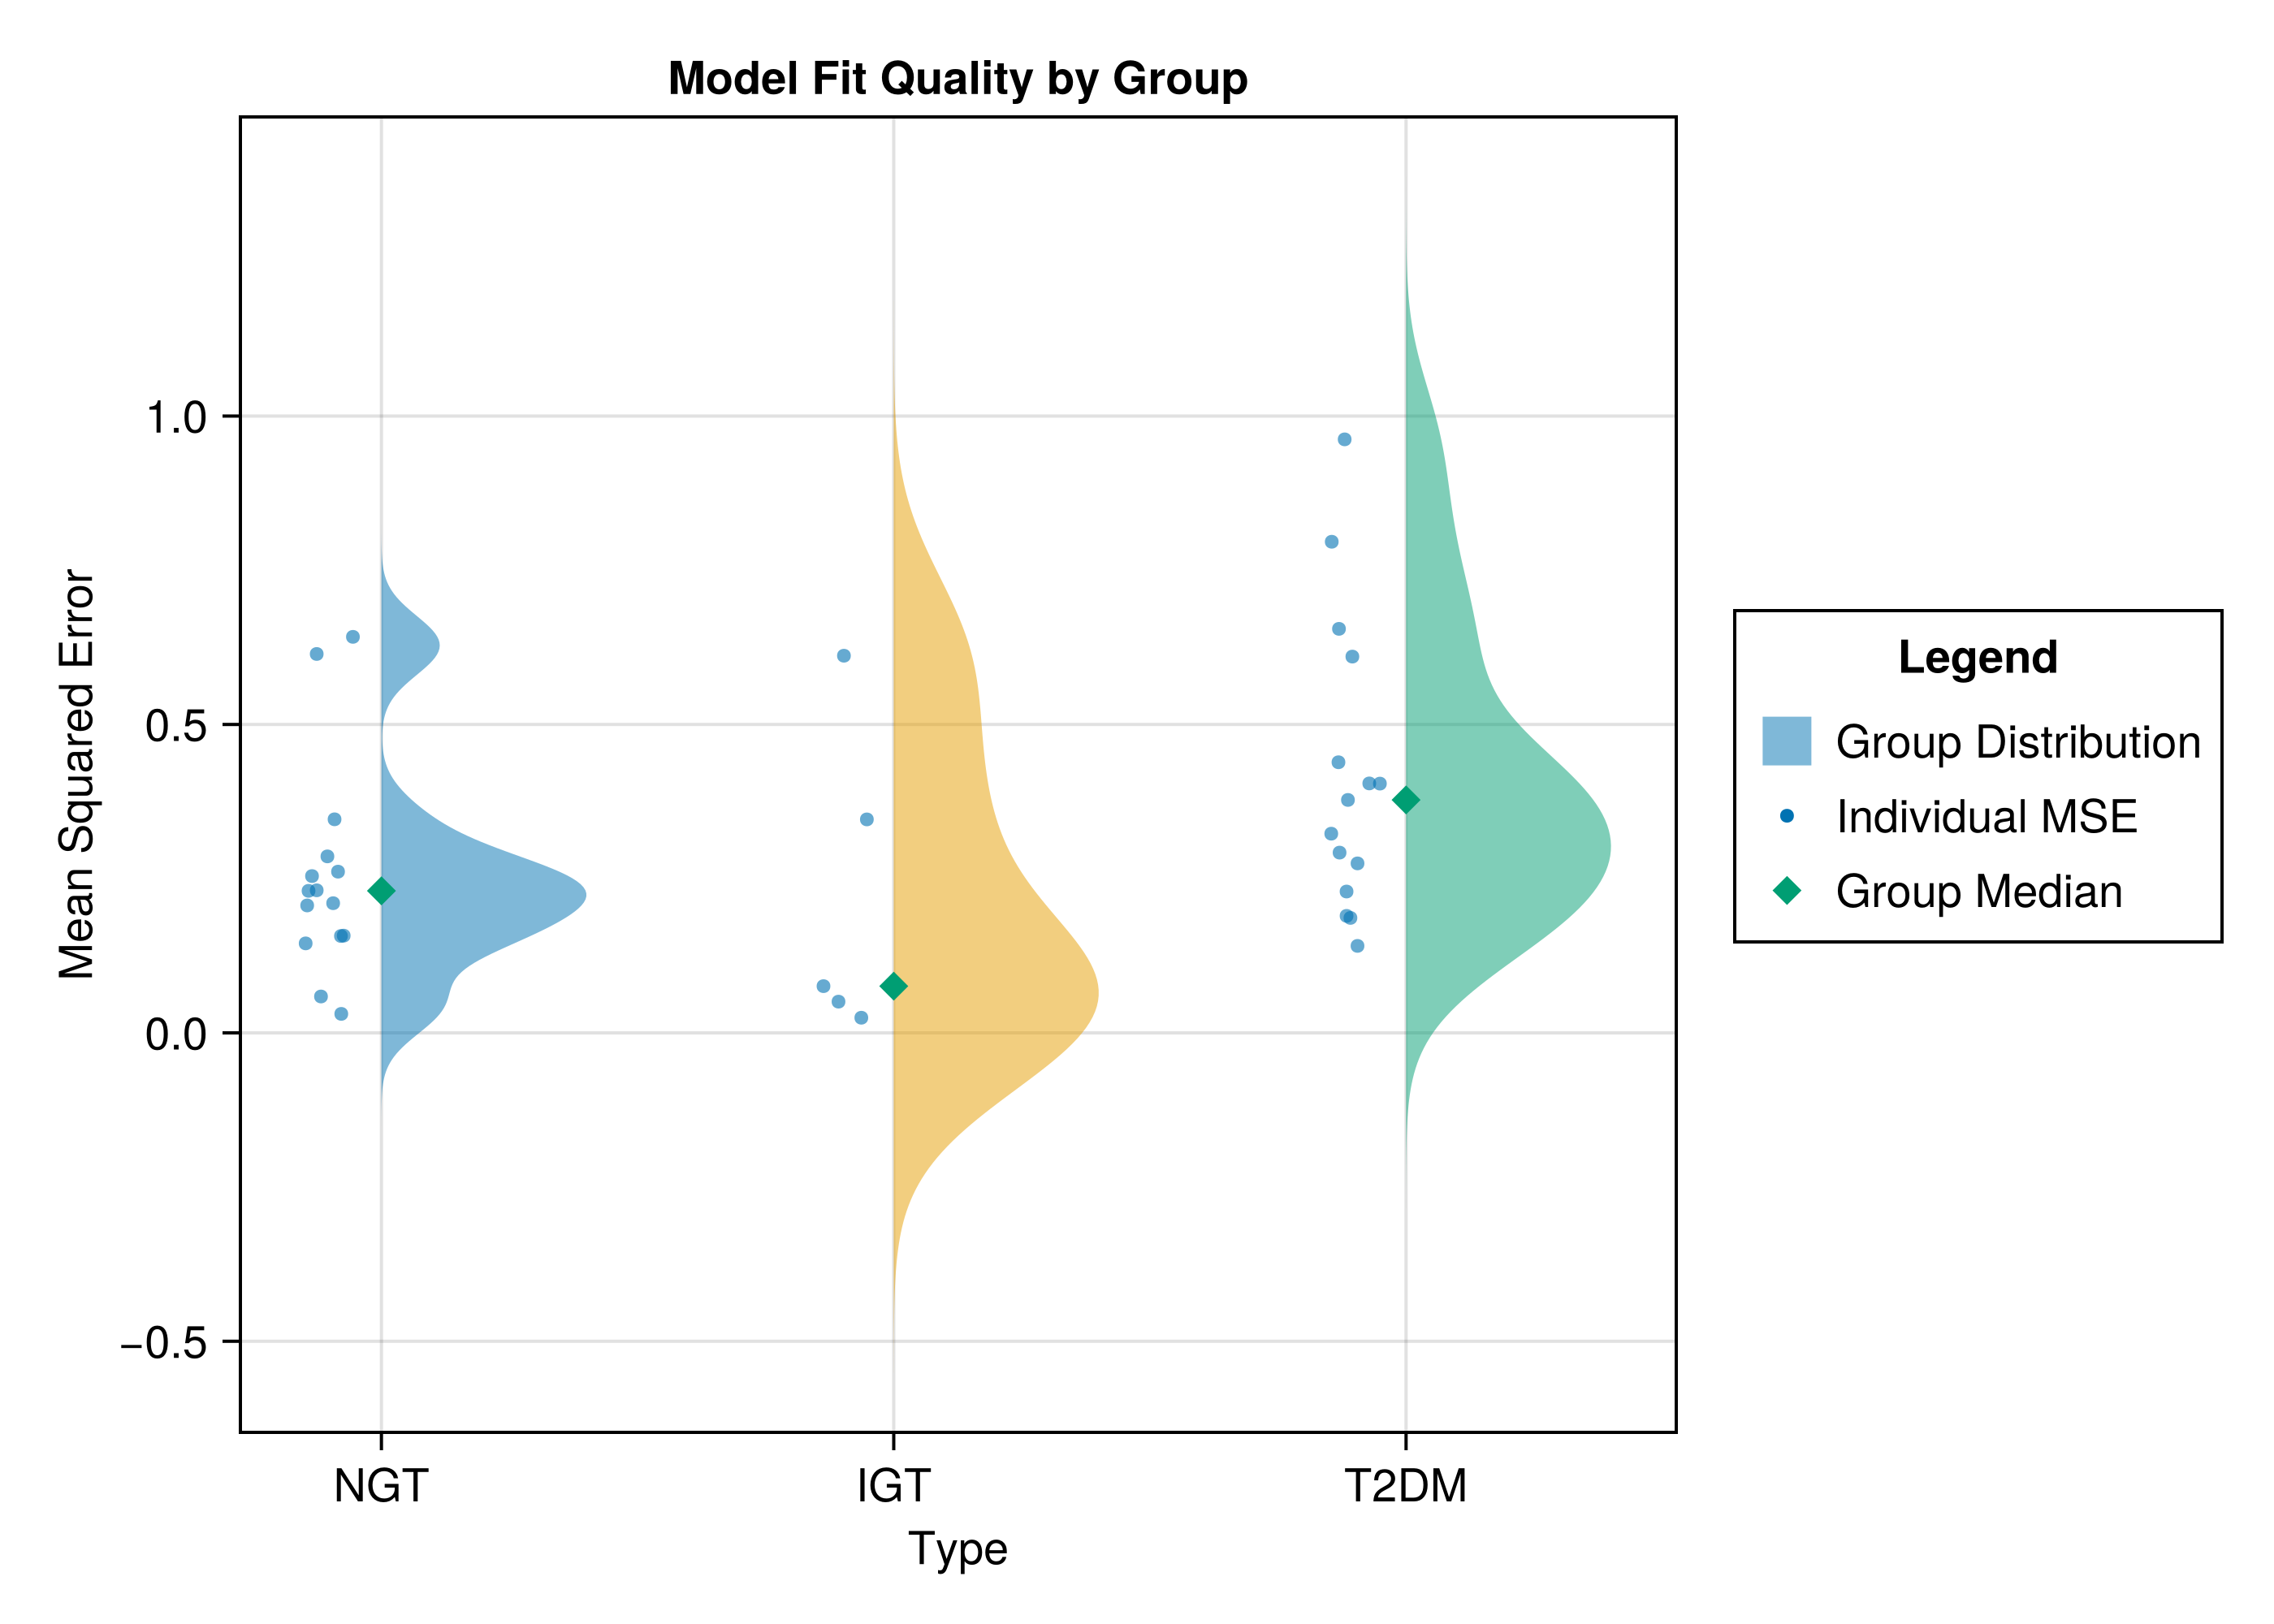 Model Fit Quality by Group
Mean Squared Error
1.0
0.5
0.0
−0.5
NGT
IGT
T2DM
Type
Legend
Group Distribution
Individual MSE
Group Median